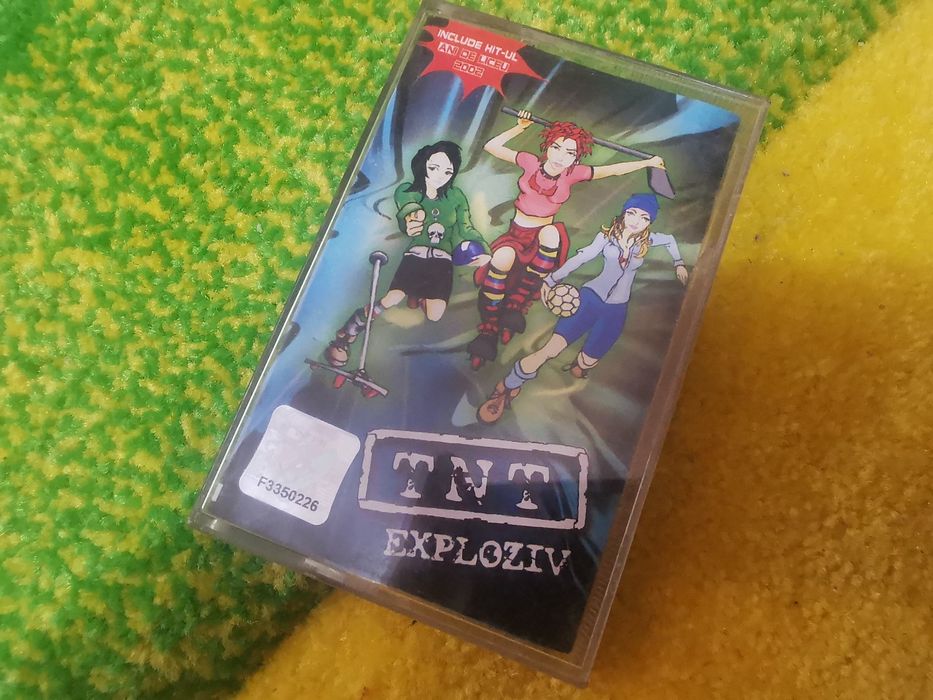 INCLUDE HIT-UL
ANI DE LICEU
2002
F3350226
TNT
EXPLOZIV